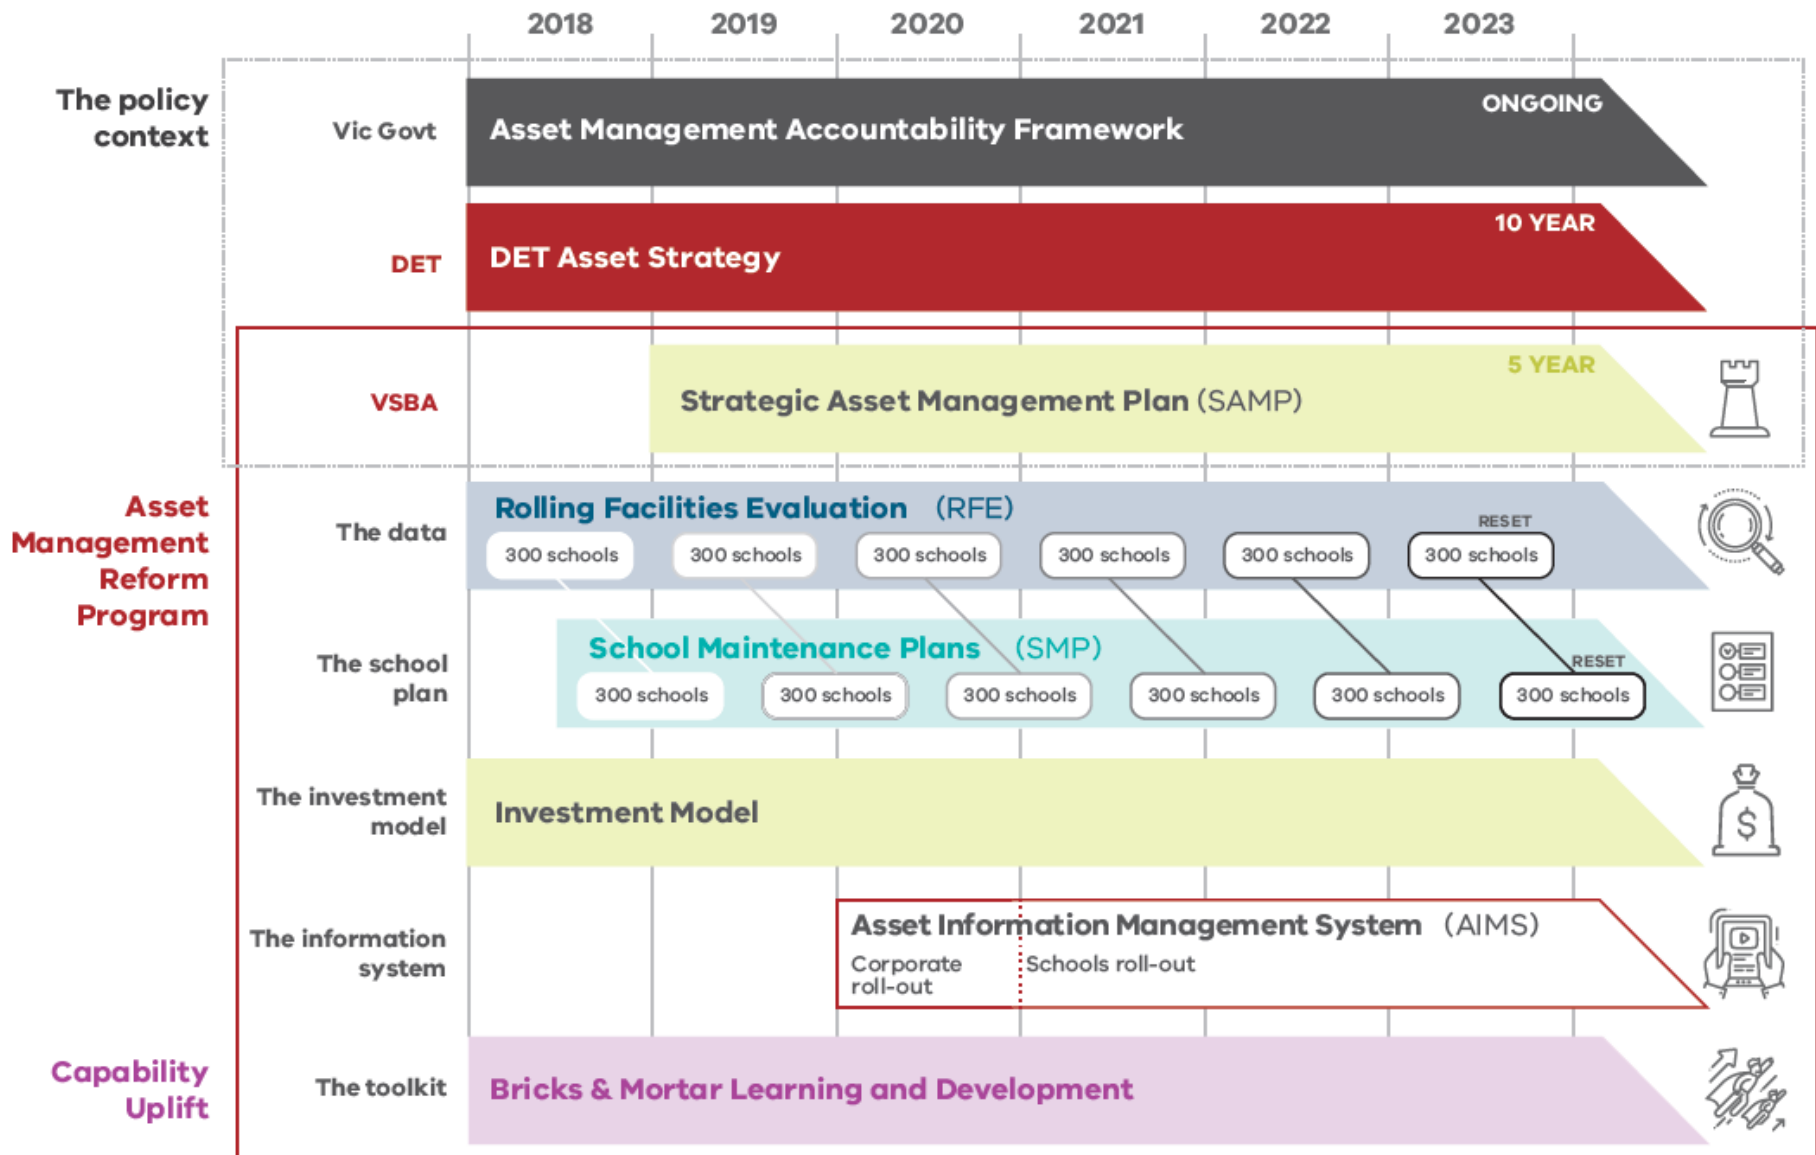 2018 2019 2020 2021 2022 2023
The policy
context
Vic Govt
Asset Management Accountability Framework
ONGOING
DET
DET Asset Strategy
10 YEAR
VSBA
Strategic Asset Management Plan (SAMP)
5 YEAR
Asset
Management
Reform
Program
The data
Rolling Facilities Evaluation (RFE)
RESET
300 schools 300 schools 300 schools 300 schools 300 schools 300 schools
The school
plan
School Maintenance Plans (SMP)
RESET
300 schools 300 schools 300 schools 300 schools 300 schools 300 schools
The investment
model
Investment Model
$
The information
system
Asset Information Management System (AIMS)
Corporate
roll-out
Schools roll-out
Capability
Uplift
The toolkit
Bricks & Mortar Learning and Development